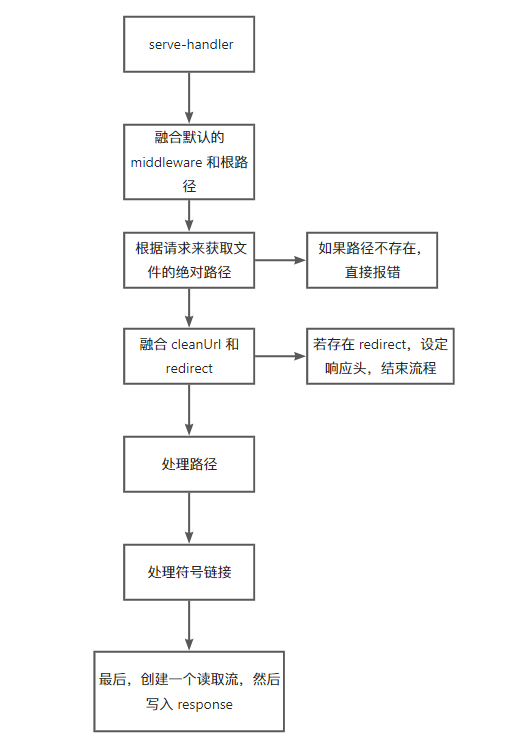 serve-handler
融合默认的
middleware 和根路
径
根据请求来获取文
件的绝对路径
如果路径不存在，
直接报错
融合 cleanUrl 和
redirect
若存在 redirect，设定
响应头，结束流程
处理路径
处理符号链接
最后，创建一个读取流，然后
写入 response